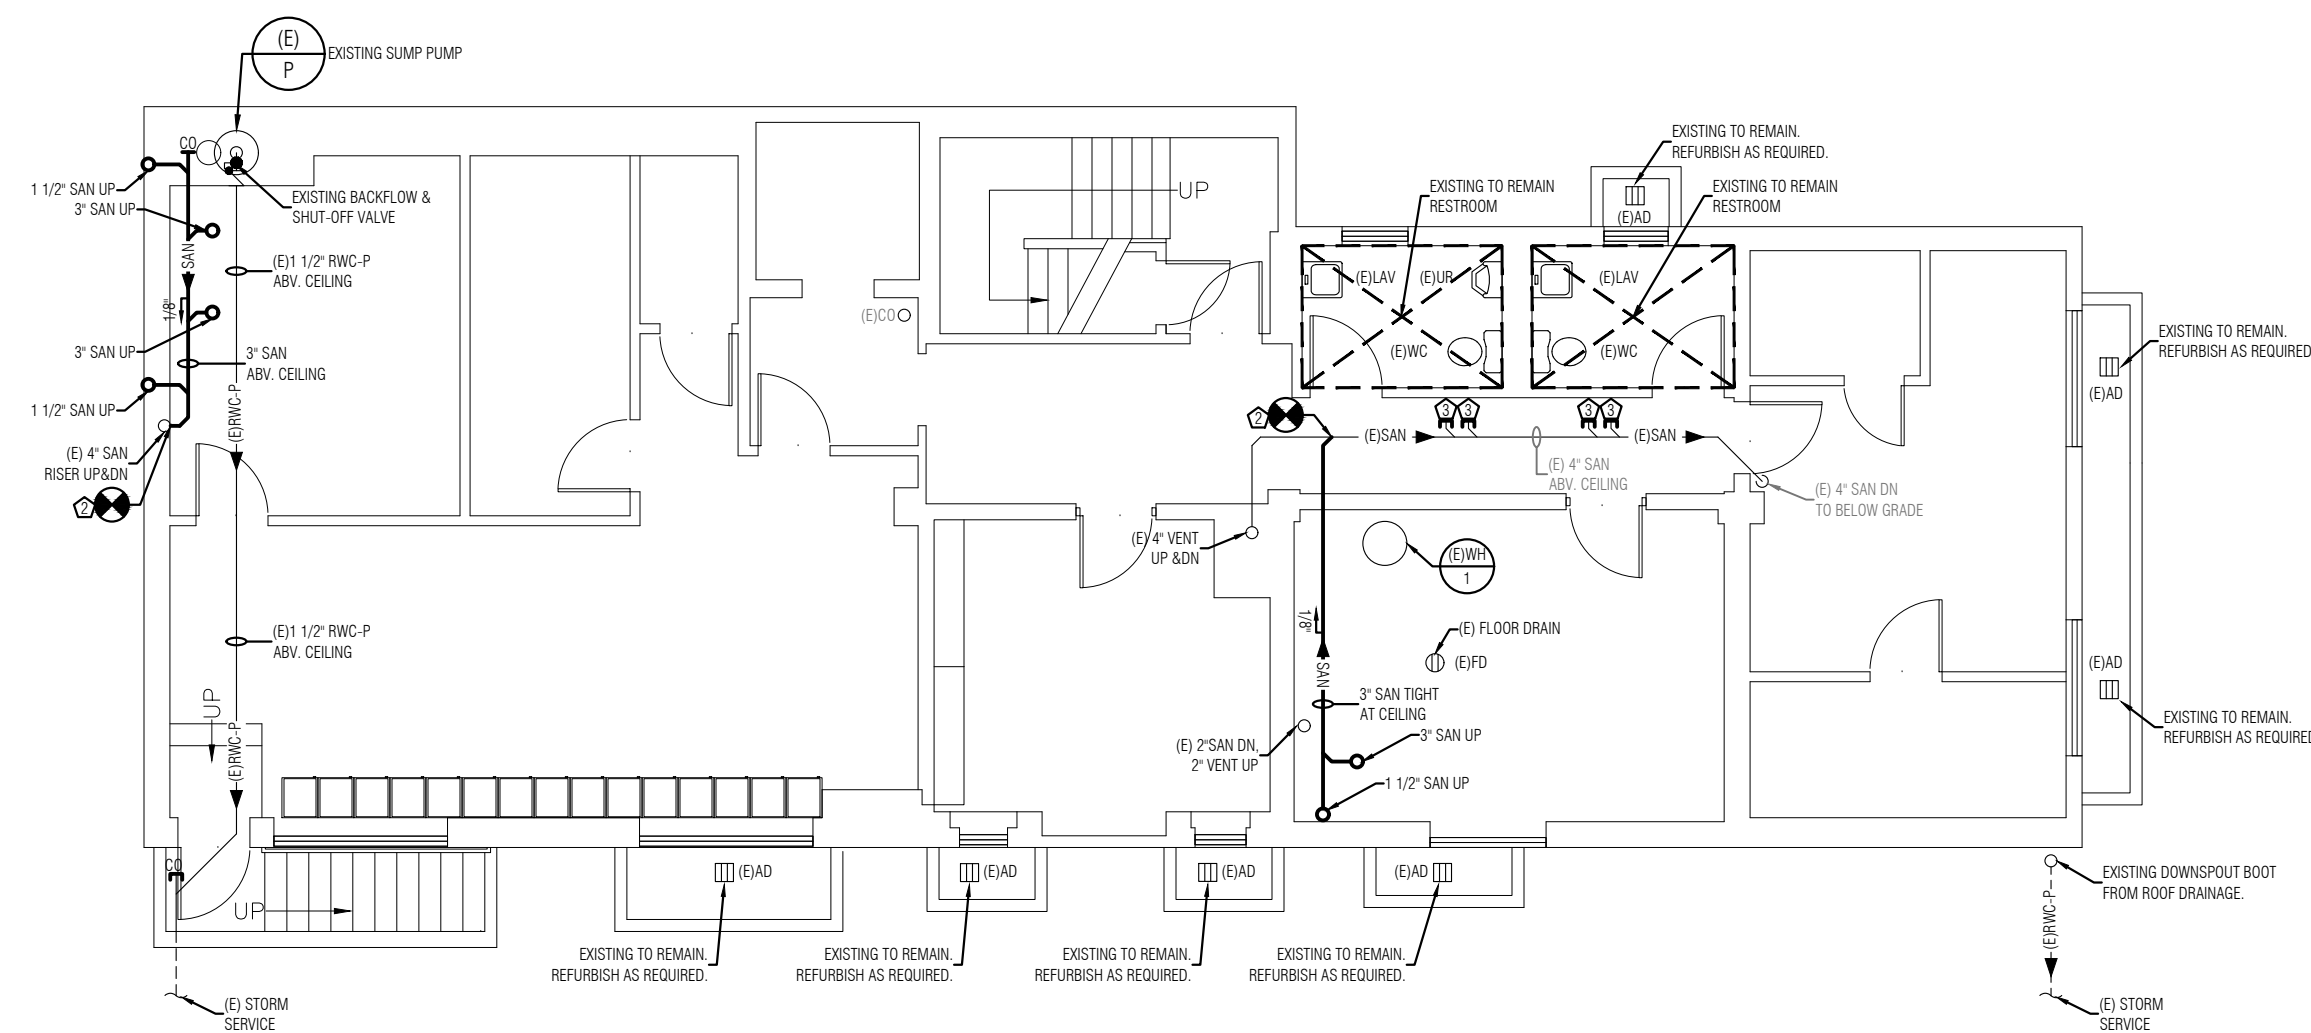 (E)
P
EXISTING SUMP PUMP
CO
1 1/2" SAN UP
3" SAN UP
EXISTING BACKFLOW &
SHUT-OFF VALVE
SAN
(E)1 1/2" RWC-P
ABV. CEILING
1/8"
3" SAN UP
3" SAN
ABV. CEILING
1 1/2" SAN UP
(E)RWC-P
(E) 4" SAN
RISER UP&DN
2
(E)1 1/2" RWC-P
ABV. CEILING
UP
(E)RWC-P
CO
UP
(E) STORM
SERVICE
UP
(E)CO
EXISTING TO REMAIN.
REFURBISH AS REQUIRED.
EXISTING TO REMAIN
RESTROOM
EXISTING TO REMAIN
RESTROOM
(E)AD
(E)LAV
(E)UR
(E)LAV
(E)WC
(E)WC
EXISTING TO REMAIN.
REFURBISH AS REQUIRED
(E)AD
2
3
3
3
3
(E)SAN
(E)SAN
(E) 4" SAN
ABV. CEILING
(E) 4" SAN DN
TO BELOW GRADE
(E) 4" VENT
UP &DN
(E)WH
1
1/8"
(E) FLOOR DRAIN
(E)FD
SAN
3" SAN TIGHT
AT CEILING
3" SAN UP
(E) 2"SAN DN,
2" VENT UP
1 1/2" SAN UP
(E)AD
EXISTING TO REMAIN.
REFURBISH AS REQUIRED
(E)AD
(E)AD
(E)AD
(E)AD
EXISTING TO REMAIN.
REFURBISH AS REQUIRED.
EXISTING TO REMAIN.
REFURBISH AS REQUIRED.
EXISTING TO REMAIN.
REFURBISH AS REQUIRED.
EXISTING TO REMAIN.
REFURBISH AS REQUIRED.
EXISTING DOWNSPOUT BOOT
FROM ROOF DRAINAGE.
(E)RWC-P
(E) STORM
SERVICE